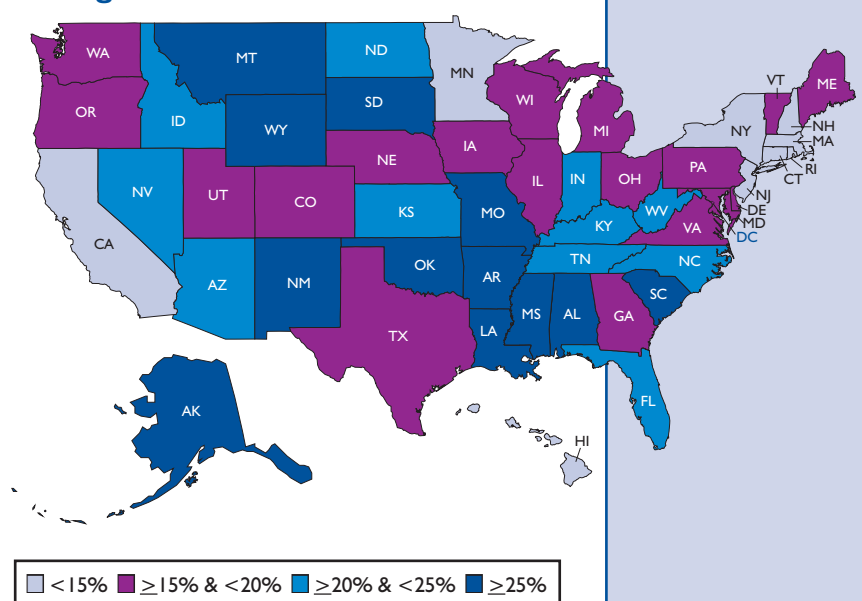 WA
MT
ND
MN
VT
ME
OR
ID
SD
WI
MI
NY
NH
MA
WY
IA
NE
PA
RI
CT
NV
UT
CO
KS
MO
IL
IN
OH
WV
NJ
DE
MD
VA
DC
KY
CA
AZ
NM
OK
AR
TN
NC
SC
MS
AL
GA
LA
TX
FL
AK
HI
<15% ≥15% & <20% ≥20% & <25% ≥25%